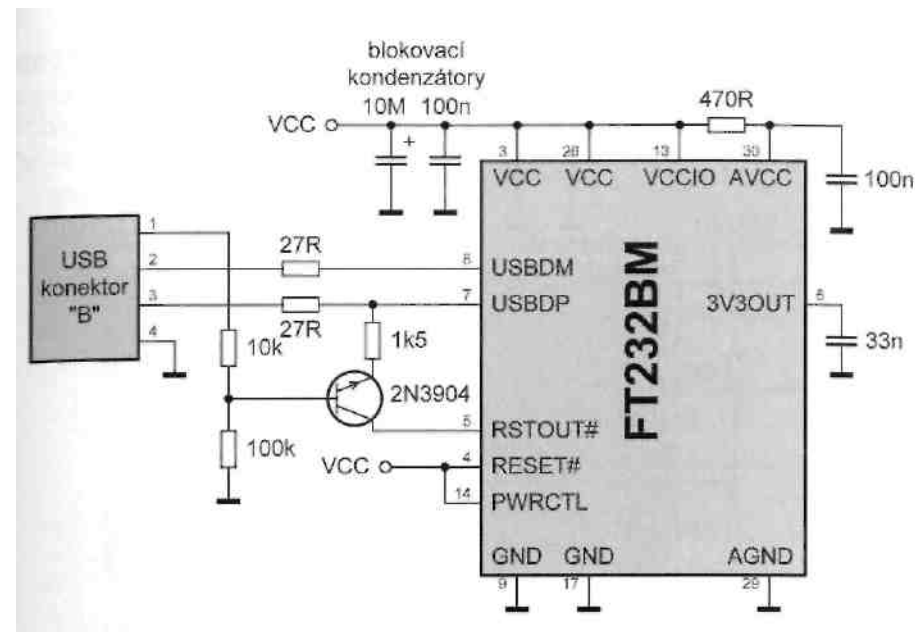 blokovací
kondenzátory
10M 100n
470R
VCC
+
3 26 13 30
VCC VCC VCCIO AVCC
100n
1
27R
USB
konektor
"B"
2
8 USBDM
3
7 USBDP
3V3OUT 6
4
27R
10k
1k5
33n
FT232BM
2N3904
5 RSTOUT#
100k
VCC
4 RESET#
14 PWRCTL
GND GND AGND
9 17 29